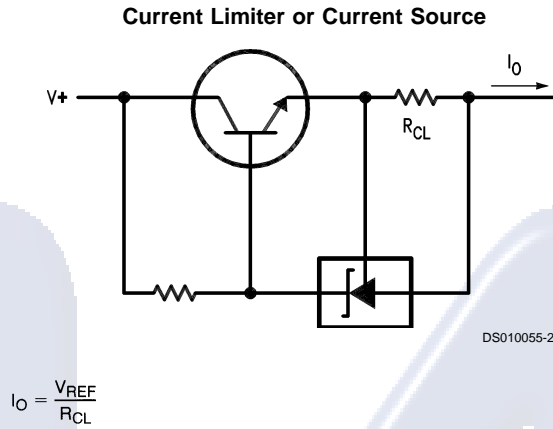 Current Limiter or Current Source
V+
IO
RCL
DS010055-2
IO = VREF / RCL